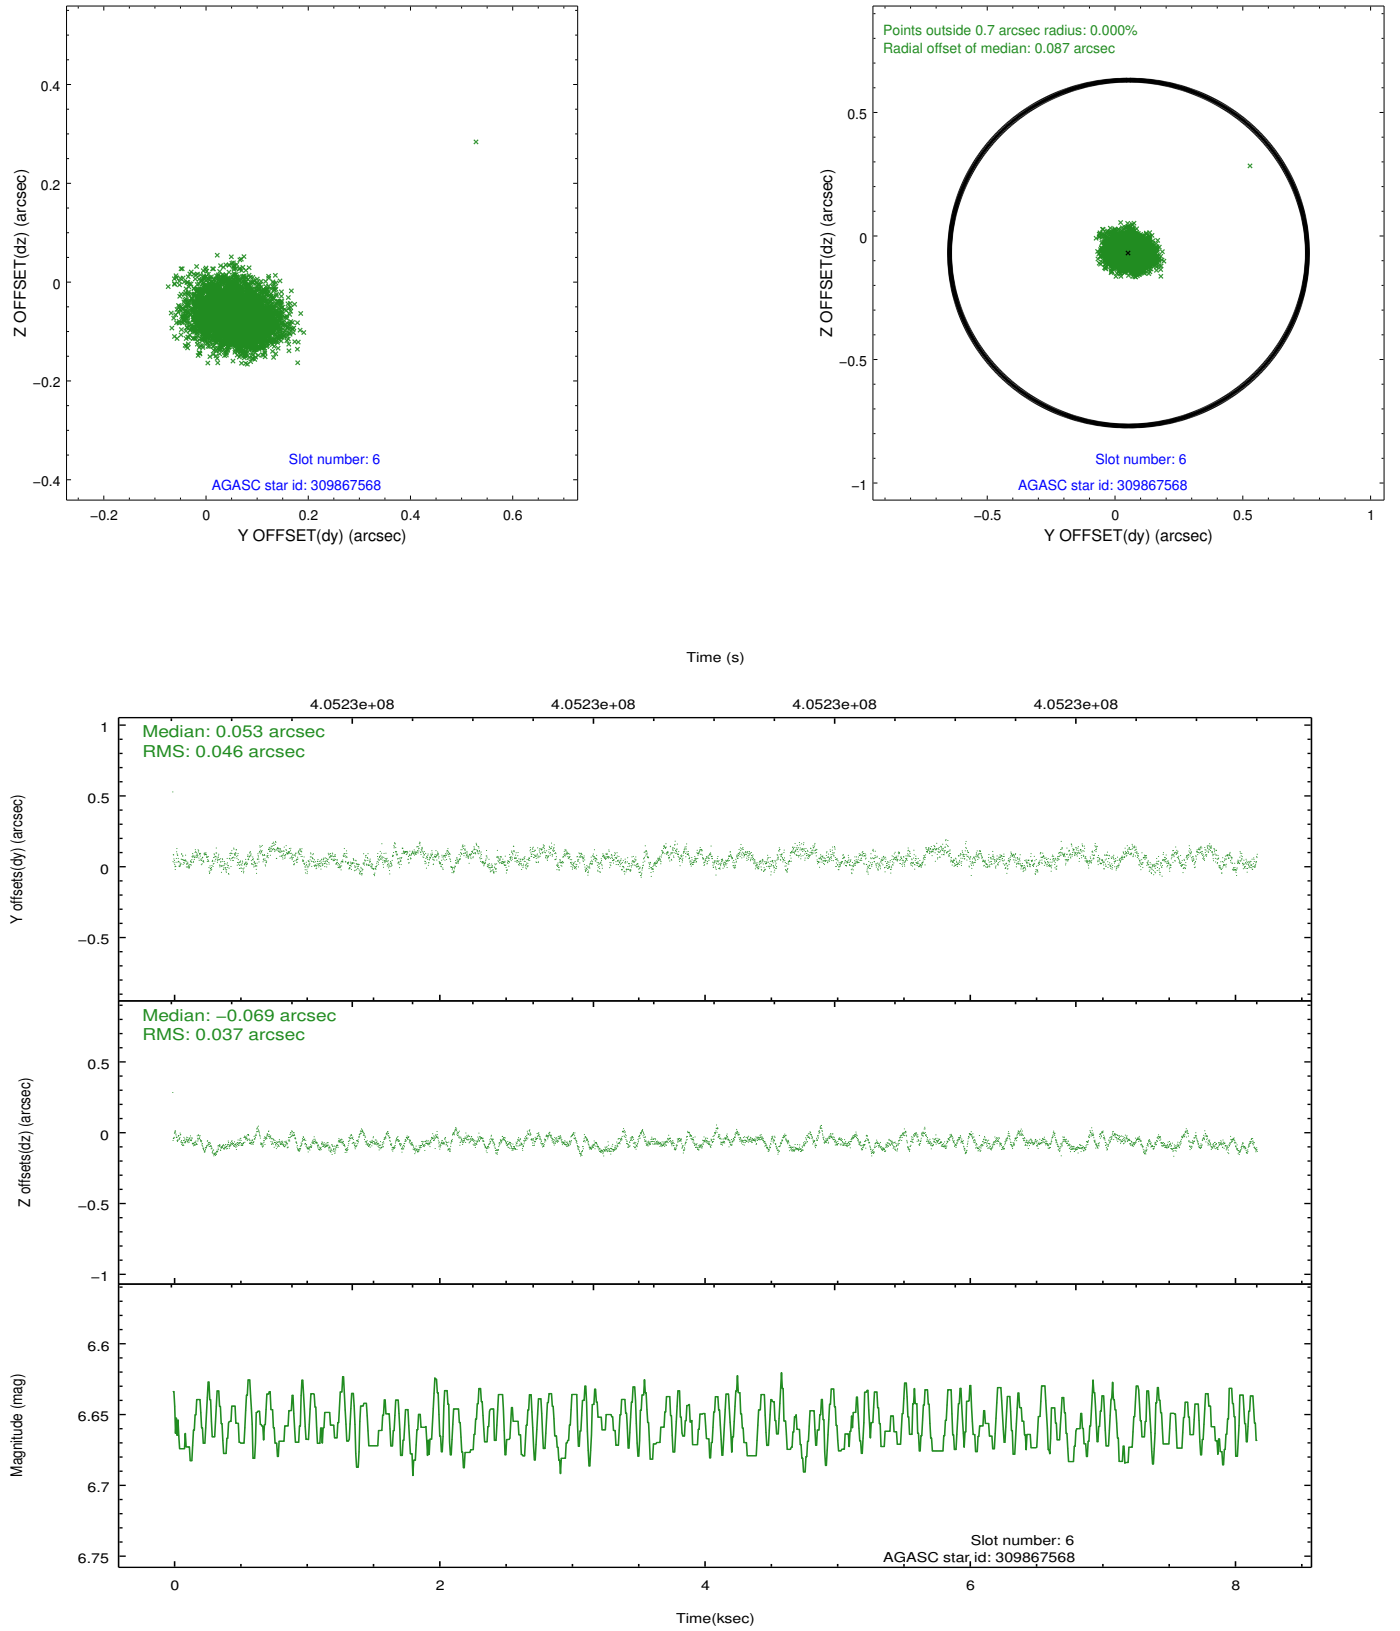 0.4
0.2
0
−0.2
−0.4
Z OFFSET(dz) (arcsec)
Slot number: 6
AGASC star id: 309867568
−0.2 0 0.2 0.4 0.6
Y OFFSET(dy) (arcsec)
Points outside 0.7 arcsec radius: 0.000%
Radial offset of median: 0.087 arcsec
0.5
0
−0.5
−1
Z OFFSET(dz) (arcsec)
Slot number: 6
AGASC star id: 309867568
−0.5 0 0.5 1
Y OFFSET(dy) (arcsec)
Time (s)
4.0523e+08 4.0523e+08 4.0523e+08 4.0523e+08
Median: 0.053 arcsec
RMS: 0.046 arcsec
1
0.5
0
−0.5
Y offsets(dy) (arcsec)
Median: −0.069 arcsec
RMS: 0.037 arcsec
0.5
0
−0.5
−1
Z offsets(dz) (arcsec)
6.6
6.65
6.7
6.75
Magnitude (mag)
Slot number: 6
AGASC star id: 309867568
0 2 4 6 8
Time(ksec)